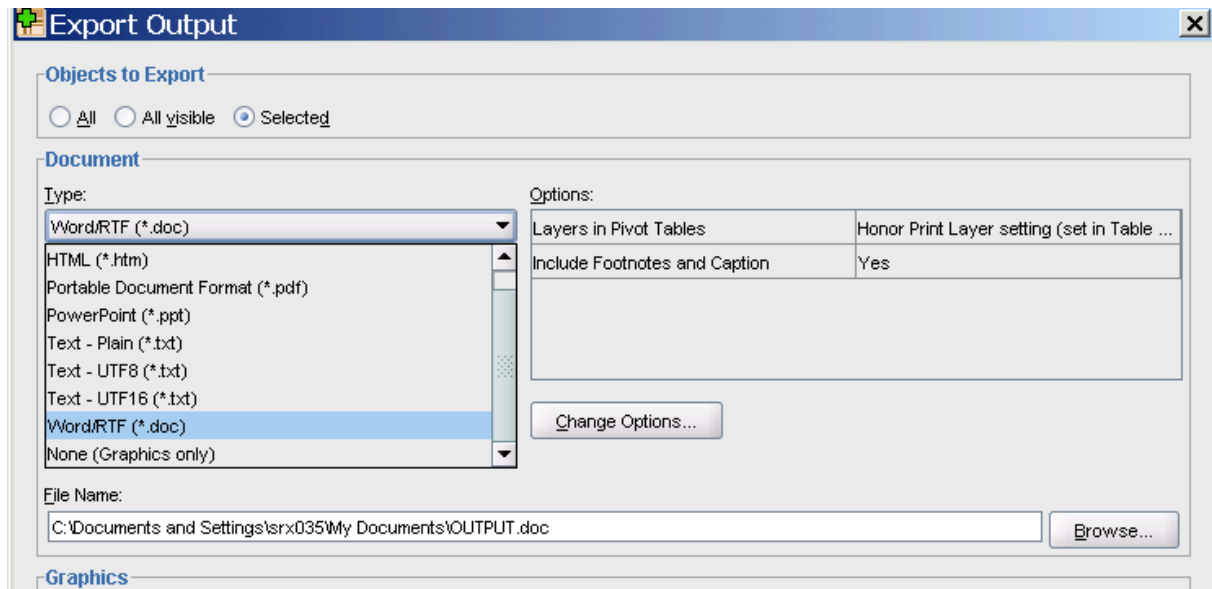 Export Output
Objects to Export
All All visible Selected
Document
Type:
Word/RTF (*.doc)
HTML (*.htm)
Portable Document Format (*.pdf)
PowerPoint (*.ppt)
Text - Plain (*.txt)
Text - UTF8 (*.txt)
Text - UTF16 (*.txt)
Word/RTF (*.doc)
None (Graphics only)
Options:
Layers in Pivot Tables Honor Print Layer setting (set in Table ...
Include Footnotes and Caption Yes
Change Options...
File Name:
C:\Documents and Settings\srx035\My Documents\OUTPUT.doc
Browse...
Graphics